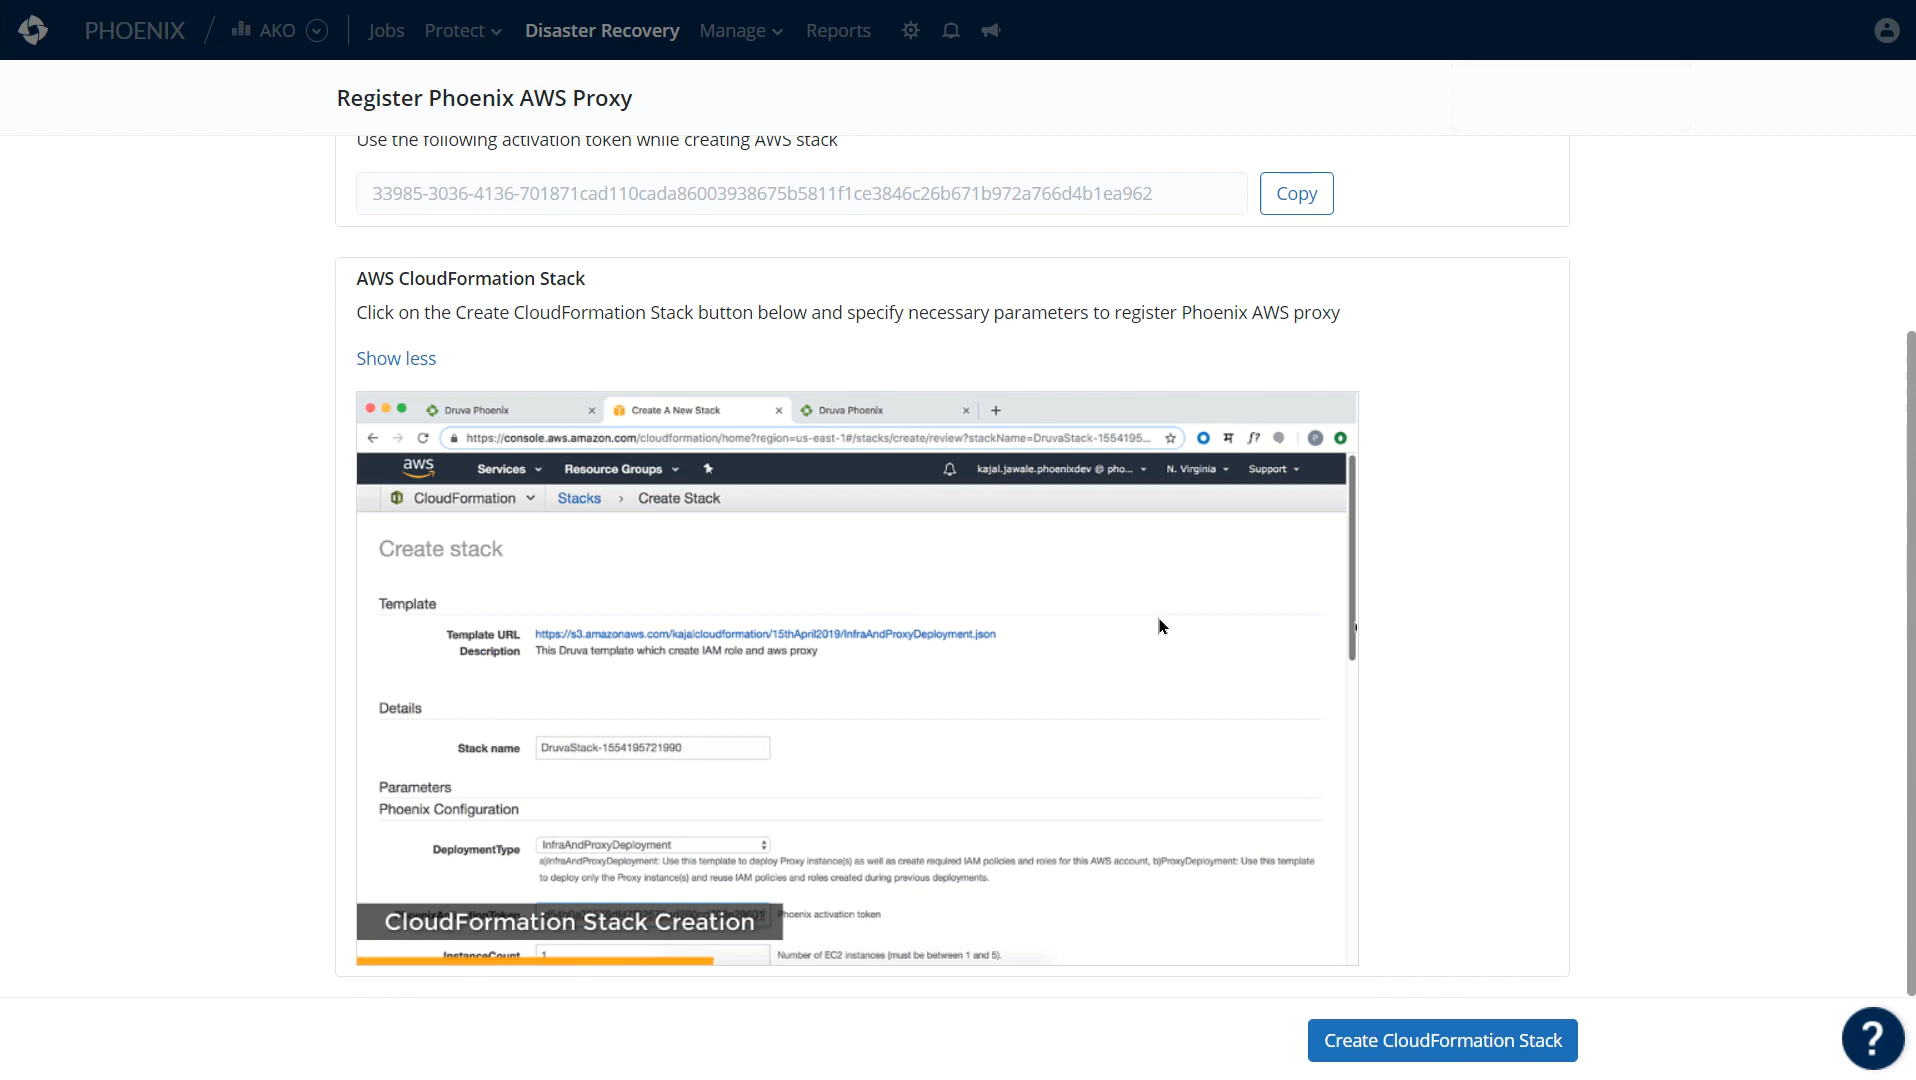 PHOENIX / AKO Jobs Protect Disaster Recovery Manage Reports
Register Phoenix AWS Proxy
Use the following activation token while creating AWS stack
33985-3036-4136-701871cad110cada86003938675b5811f1ce3846c26b671b972a766d4b1ea962 Copy
AWS CloudFormation Stack
Click on the Create CloudFormation Stack button below and specify necessary parameters to register Phoenix AWS proxy
Show less
Druva Phoenix × Create A New Stack × Druva Phoenix × +
https://console.aws.amazon.com/cloudformation/home?region=us-east-1#/stacks/create/review?stackName=DruvaStack-1554195... म f?
aws Services Resource Groups kajal.jawale.phoenixdev @ pho... N. Virginia Support
CloudFormation Stacks › Create Stack
Create stack
Template
Template URL https://s3.amazonaws.com/kajalcloudformation/15thApril2019/InfraAndProxyDeployment.json
Description This Druva template which create IAM role and aws proxy
Details
Stack name DruvaStack-1554195721990
Parameters
Phoenix Configuration
DeploymentType InfraAndProxyDeployment
a)InfraAndProxyDeployment: Use this template to deploy Proxy instance(s) as well as create required IAM policies and roles for this AWS account, b)ProxyDeployment: Use this template
to deploy only the Proxy instance(s) and reuse IAM policies and roles created during previous deployments.
Phoenix activation token
CloudFormation Stack Creation
InstanceCount 1 Number of EC2 instances (must be between 1 and 5).
Create CloudFormation Stack ?